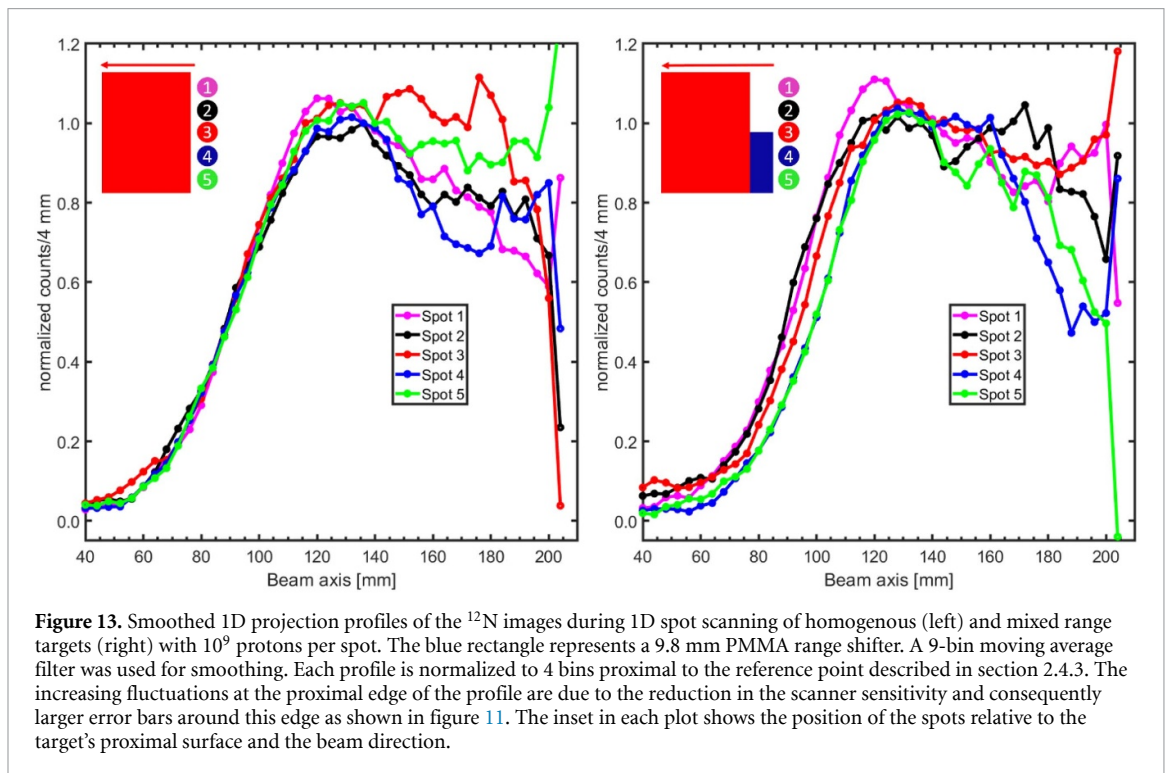 1.2
1.0
0.8
0.6
0.4
0.2
0.0
normalized counts/4 mm
1
2
3
4
5
Spot 1
Spot 2
Spot 3
Spot 4
Spot 5
40 60 80 100 120 140 160 180 200
Beam axis [mm]
1.2
1.0
0.8
0.6
0.4
0.2
0.0
normalized counts/4 mm
1
2
3
4
5
Spot 1
Spot 2
Spot 3
Spot 4
Spot 5
40 60 80 100 120 140 160 180 200
Beam axis [mm]
Figure 13. Smoothed 1D projection profiles of the ¹²N images during 1D spot scanning of homogenous (left) and mixed range
targets (right) with 10⁹ protons per spot. The blue rectangle represents a 9.8 mm PMMA range shifter. A 9-bin moving average
filter was used for smoothing. Each profile is normalized to 4 bins proximal to the reference point described in section 2.4.3. The
increasing fluctuations at the proximal edge of the profile are due to the reduction in the scanner sensitivity and consequently
larger error bars around this edge as shown in figure 11. The inset in each plot shows the position of the spots relative to the
target's proximal surface and the beam direction.